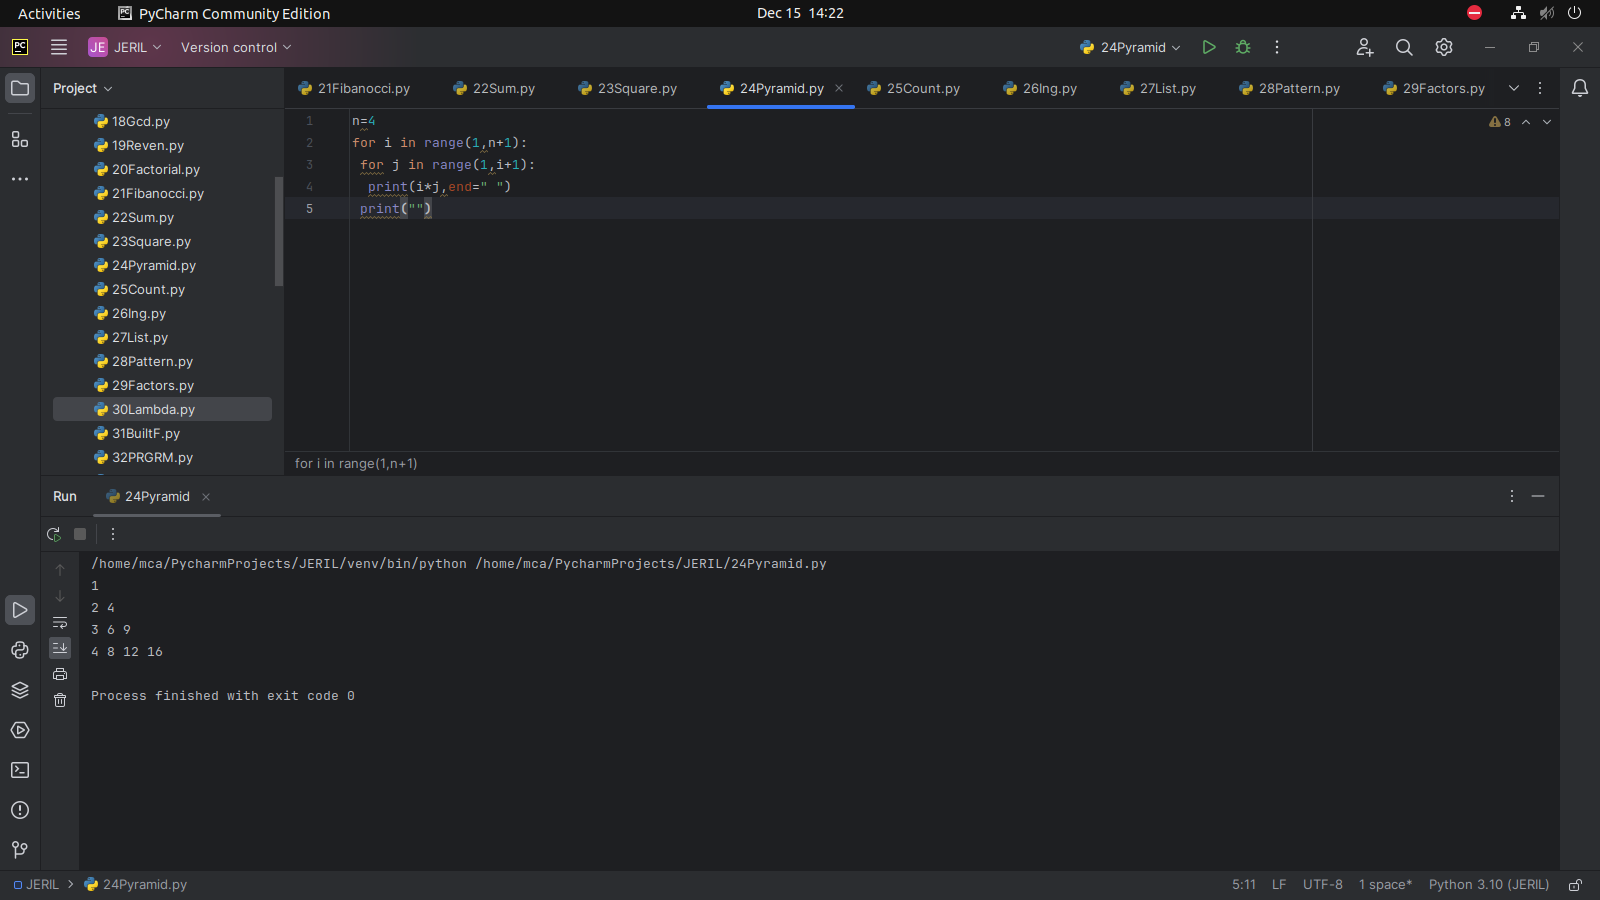 Activities PyCharm Community Edition Dec 15 14:22
PC JE JERIL Version control 24Pyramid
Project 21Fibanocci.py 22Sum.py 23Square.py 24Pyramid.py 25Count.py 26Ing.py 27List.py 28Pattern.py 29Factors.py
18Gcd.py
19Reven.py
20Factorial.py
21Fibanocci.py
22Sum.py
23Square.py
24Pyramid.py
25Count.py
26Ing.py
27List.py
28Pattern.py
29Factors.py
30Lambda.py
31BuiltF.py
32PRGRM.py
1 n=4 8
2 for i in range(1,n+1):
3 for j in range(1,i+1):
4 print(i*j,end=" ")
5 print("")
for i in range(1,n+1)
Run 24Pyramid
/home/mca/PycharmProjects/JERIL/venv/bin/python /home/mca/PycharmProjects/JERIL/24Pyramid.py
1
2 4
3 6 9
4 8 12 16
Process finished with exit code 0
JERIL 24Pyramid.py 5:11 LF UTF-8 1 space* Python 3.10 (JERIL)